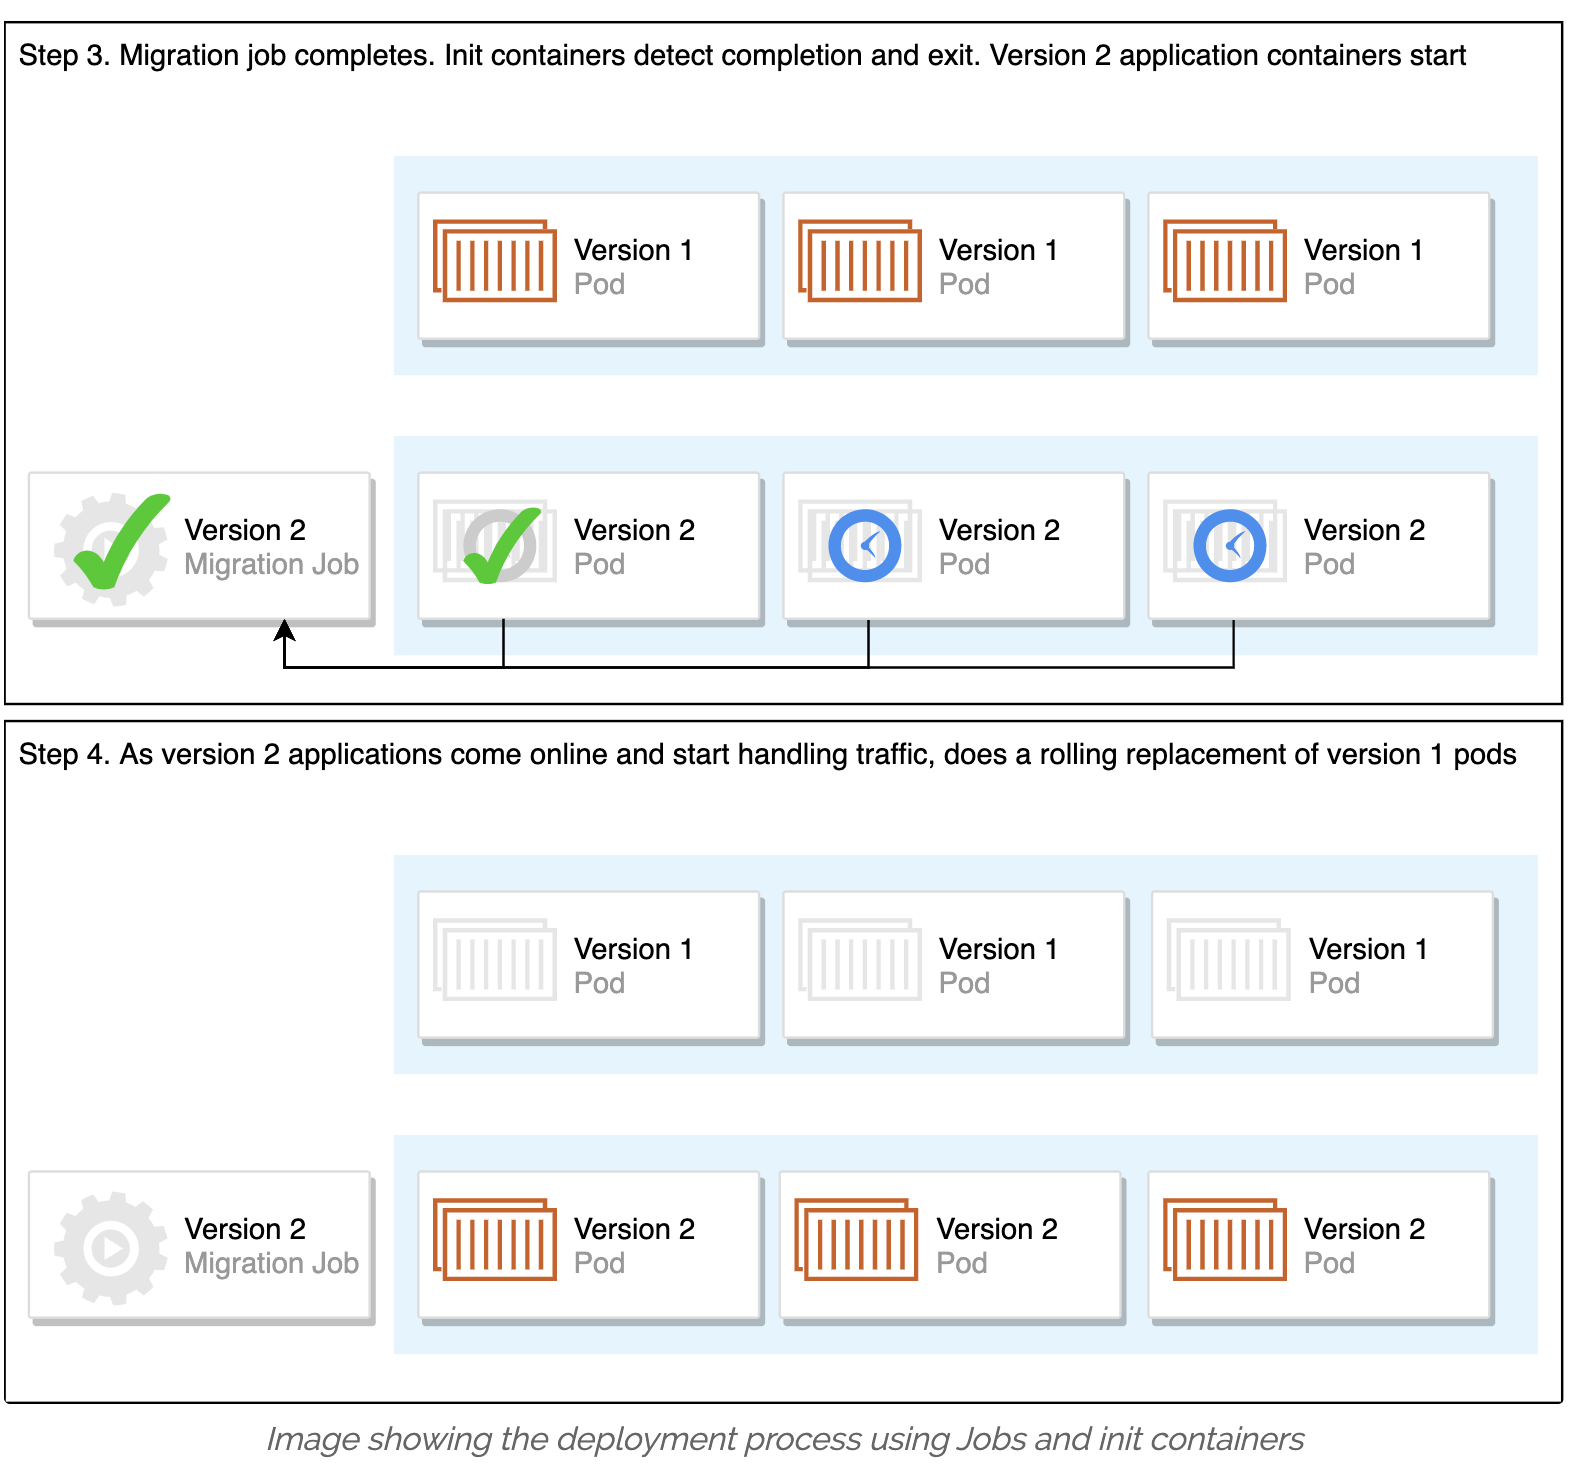 Step 3. Migration job completes. Init containers detect completion and exit. Version 2 application containers start
Version 1
Pod
Version 1
Pod
Version 1
Pod
Version 2
Migration Job
Version 2
Pod
Version 2
Pod
Version 2
Pod
Step 4. As version 2 applications come online and start handling traffic, does a rolling replacement of version 1 pods
Version 1
Pod
Version 1
Pod
Version 1
Pod
Version 2
Migration Job
Version 2
Pod
Version 2
Pod
Version 2
Pod
Image showing the deployment process using Jobs and init containers